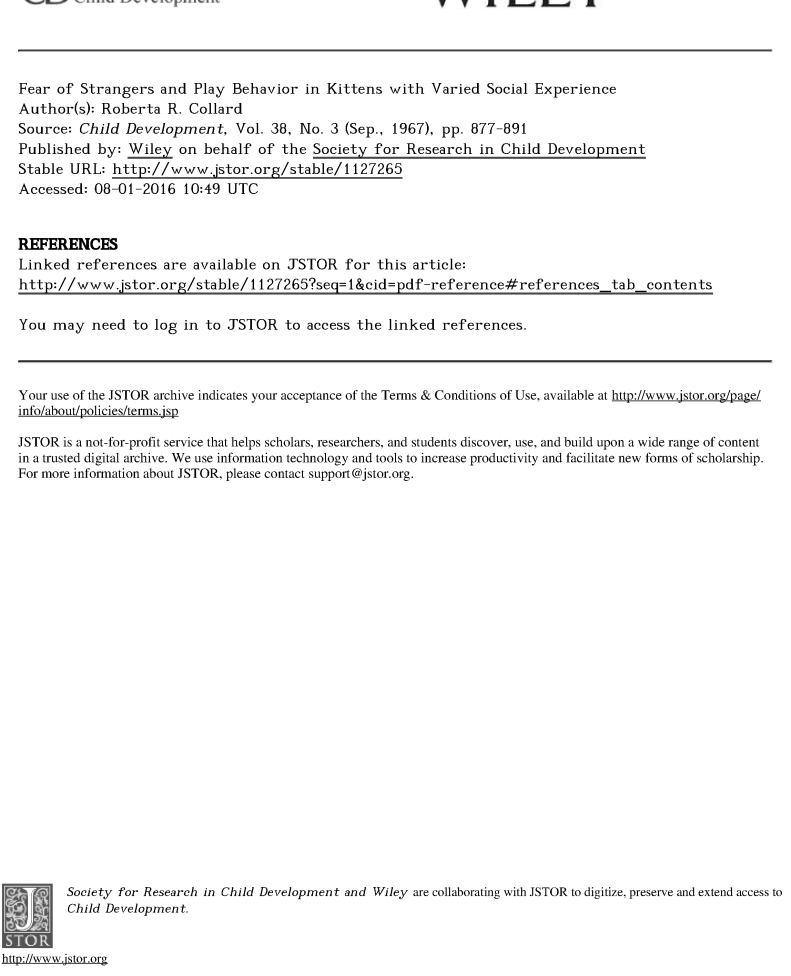 Child Development
WILEY
Fear of Strangers and Play Behavior in Kittens with Varied Social Experience
Author(s): Roberta R. Collard
Source: Child Development, Vol. 38, No. 3 (Sep., 1967), pp. 877-891
Published by: Wiley on behalf of the Society for Research in Child Development
Stable URL: http://www.jstor.org/stable/1127265
Accessed: 08-01-2016 10:49 UTC
REFERENCES
Linked references are available on JSTOR for this article:
http://www.jstor.org/stable/1127265?seq=1&cid=pdf-reference#references_tab_contents
You may need to log in to JSTOR to access the linked references.
Your use of the JSTOR archive indicates your acceptance of the Terms & Conditions of Use, available at http://www.jstor.org/page/
info/about/policies/terms.jsp
JSTOR is a not-for-profit service that helps scholars, researchers, and students discover, use, and build upon a wide range of content
in a trusted digital archive. We use information technology and tools to increase productivity and facilitate new forms of scholarship.
For more information about JSTOR, please contact support@jstor.org.
Society for Research in Child Development and Wiley are collaborating with JSTOR to digitize, preserve and extend access to
Child Development.
J
STOR
http://www.jstor.org